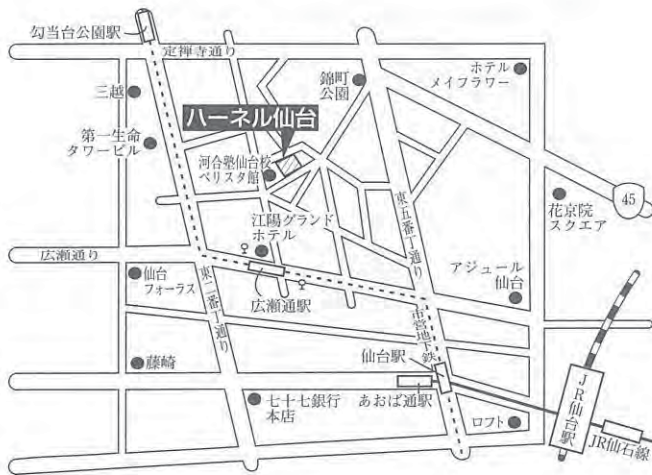 勾当台公園駅
定禅寺通り
三越
錦町
公園
ホテル
メイフラワー
第一生命
タワービル
ハーネル仙台
河合塾仙台校
ベリスタ館
45
花京院
スクエア
江陽グランド
ホテル
東五番丁通り
広瀬通り
仙台
フォーラス
東二番丁通り
広瀬通駅
アジュール
仙台
市営地下鉄
仙台駅
藤崎
あおば通駅
七十七銀行
本店
ロフト
JR仙台駅
JR仙石線